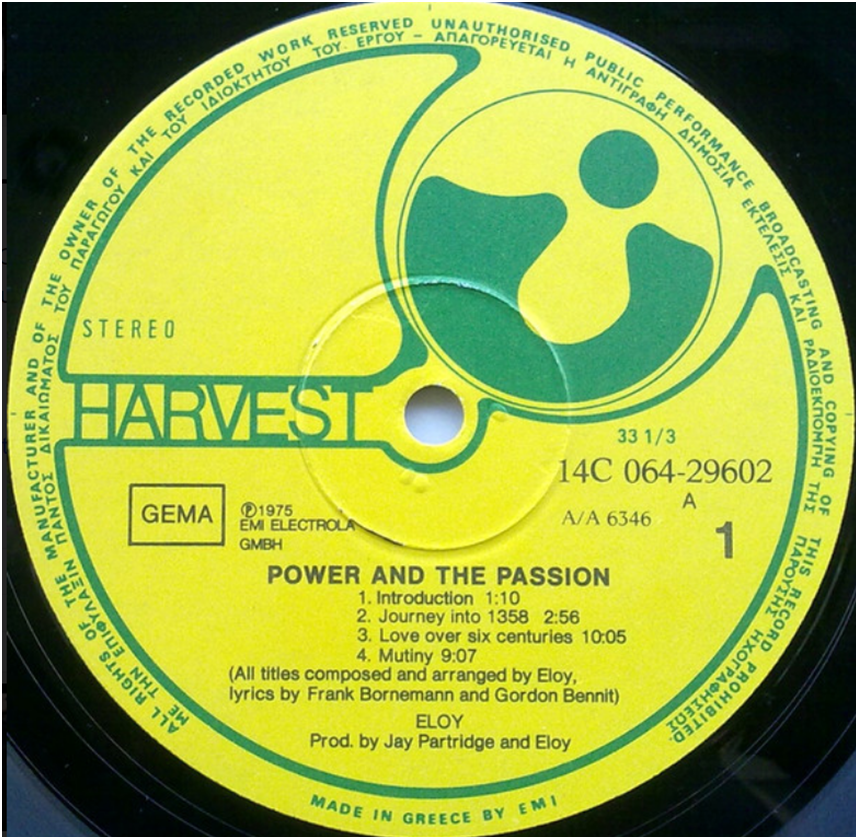 ALL RIGHTS OF THE MANUFACTURER AND OF THE OWNER OF THE RECORDED WORK RESERVED UNAUTHORISED PUBLIC PERFORMANCE BROADCASTING AND COPYING OF THIS RECORD PROHIBITED.
ΜΕ ΤΗΝ ΕΠΙΦΥΛΑΞΙΝ ΠΑΝΤΟΣ ΔΙΚΑΙΩΜΑΤΟΣ ΤΟΥ ΠΑΡΑΓΩΓΟΥ ΚΑΙ ΤΟΥ ΙΔΙΟΚΤΗΤΟΥ ΤΟΥ ΕΡΓΟΥ – ΑΠΑΓΟΡΕΥΕΤΑΙ Η ΑΝΤΙΓΡΑΦΗ ΔΗΜΟΣΙΑ ΕΚΤΕΛΕΣΙΣ ΚΑΙ ΡΑΔΙΟΕΚΠΟΜΠΗ ΤΗΣ ΠΑΡΟΥΣΗΣ ΗΧΟΓΡΑΦΗΣΕΩΣ
STEREO
HARVEST
33 1/3
14C 064-29602
A
A/A 6346
1
GEMA
℗1975
EMI ELECTROLA
GMBH
POWER AND THE PASSION
1. Introduction 1:10
2. Journey into 1358 2:56
3. Love over six centuries 10:05
4. Mutiny 9:07
(All titles composed and arranged by Eloy,
lyrics by Frank Bornemann and Gordon Bennit)
ELOY
Prod. by Jay Partridge and Eloy
MADE IN GREECE BY EMI